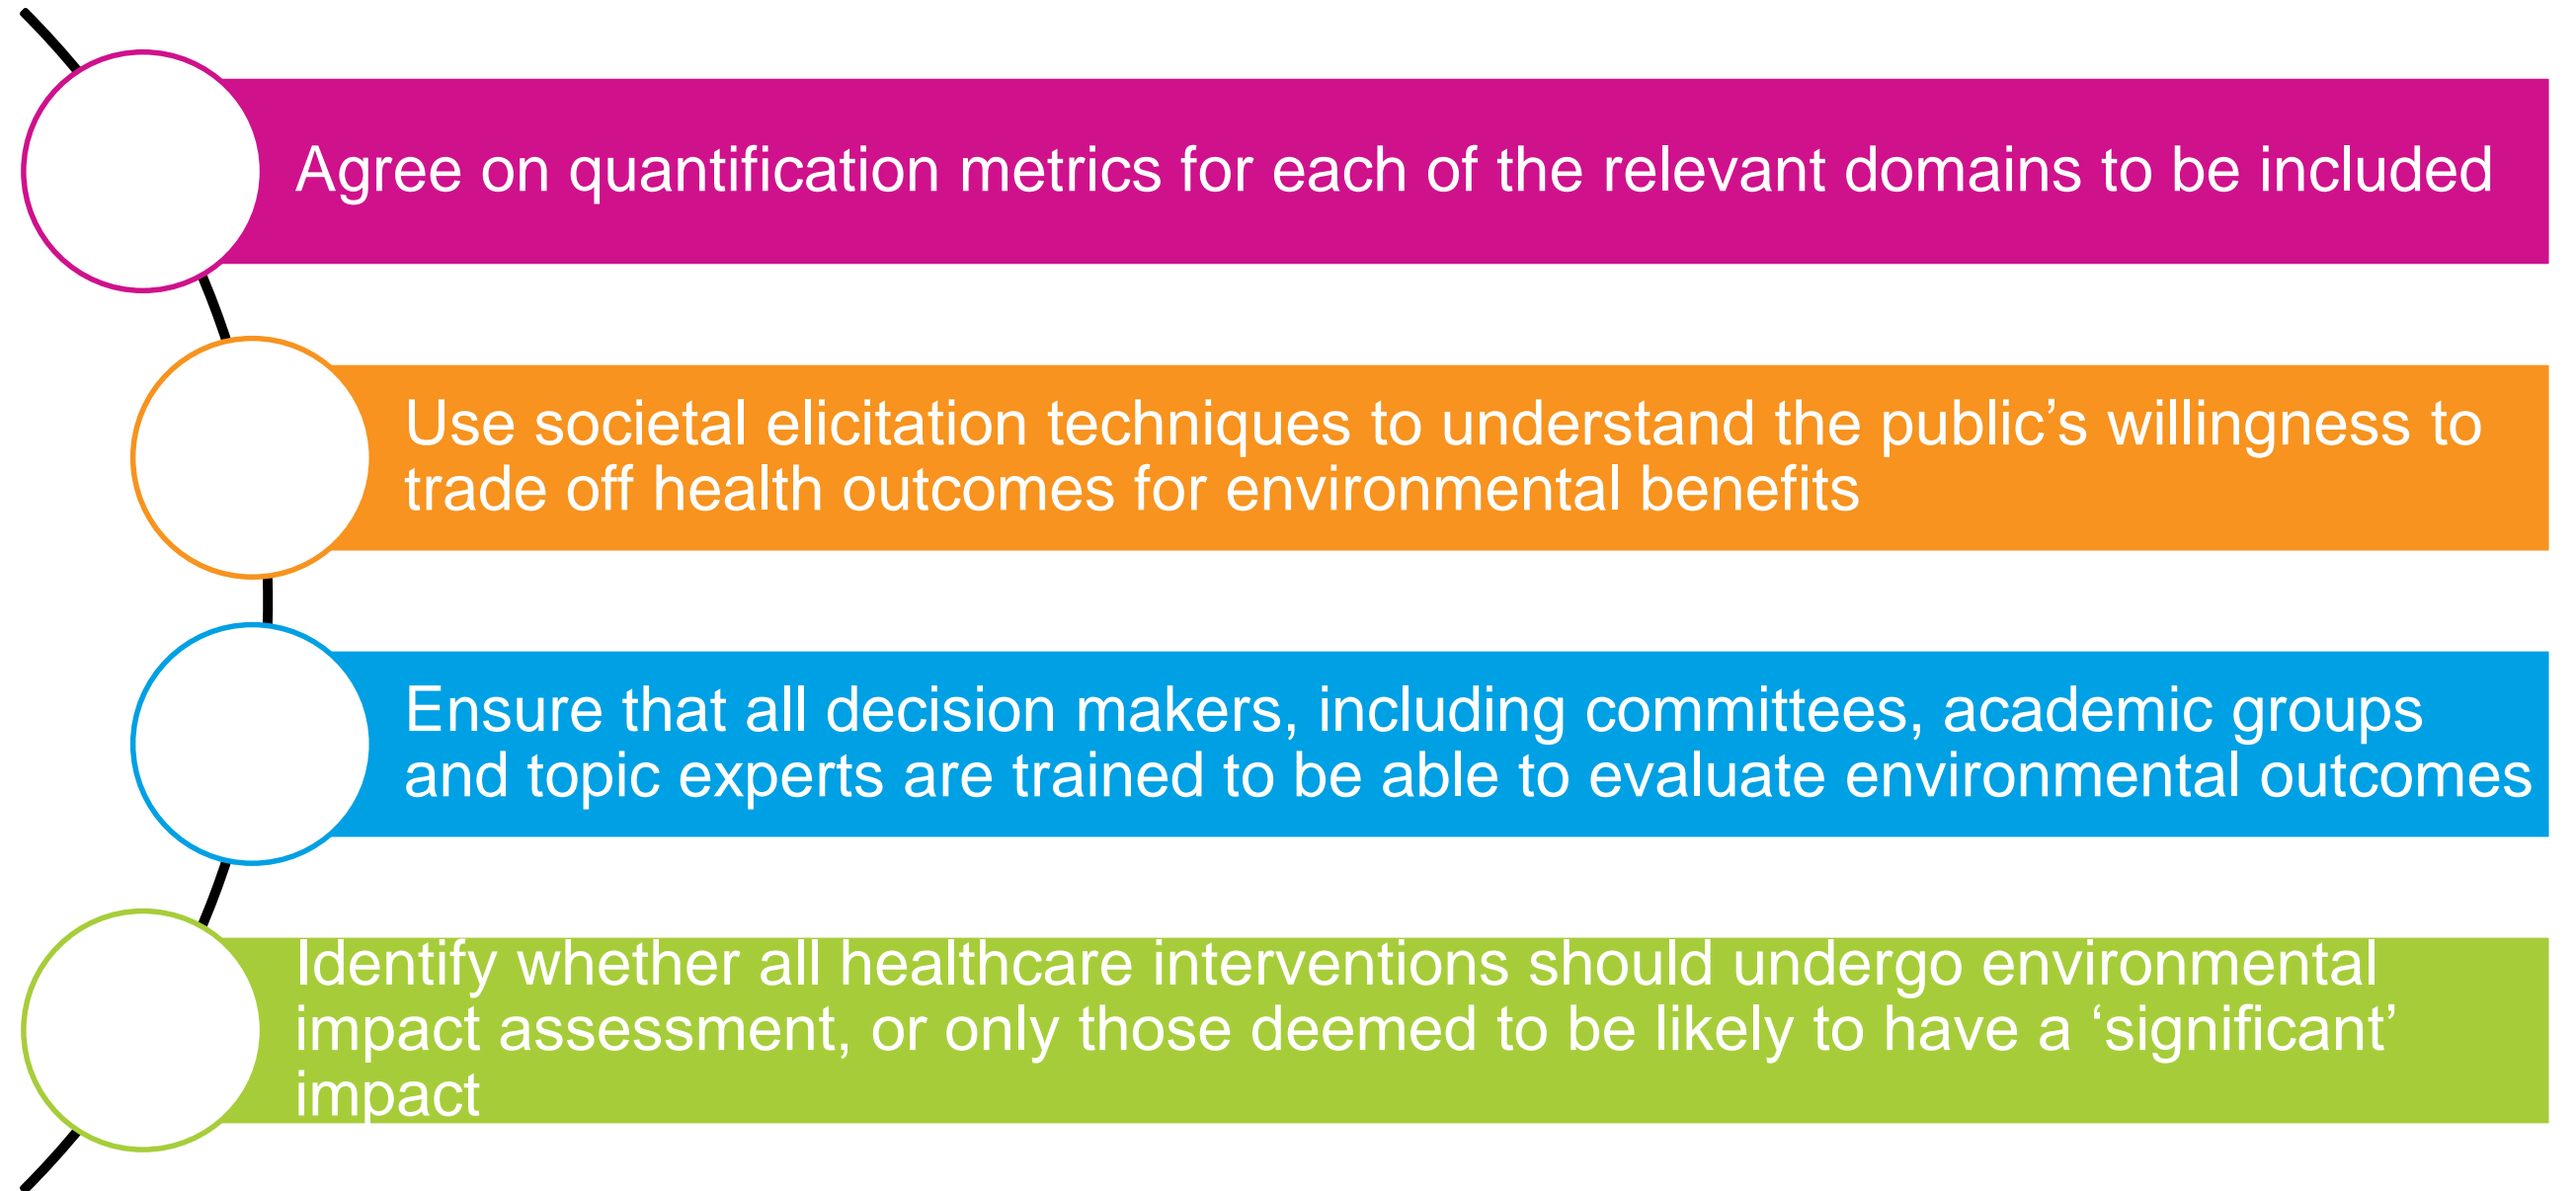 Agree on quantification metrics for each of the relevant domains to be included
Use societal elicitation techniques to understand the public’s willingness to
trade off health outcomes for environmental benefits
Ensure that all decision makers, including committees, academic groups
and topic experts are trained to be able to evaluate environmental outcomes
Identify whether all healthcare interventions should undergo environmental
impact assessment, or only those deemed to be likely to have a ‘significant’
impact